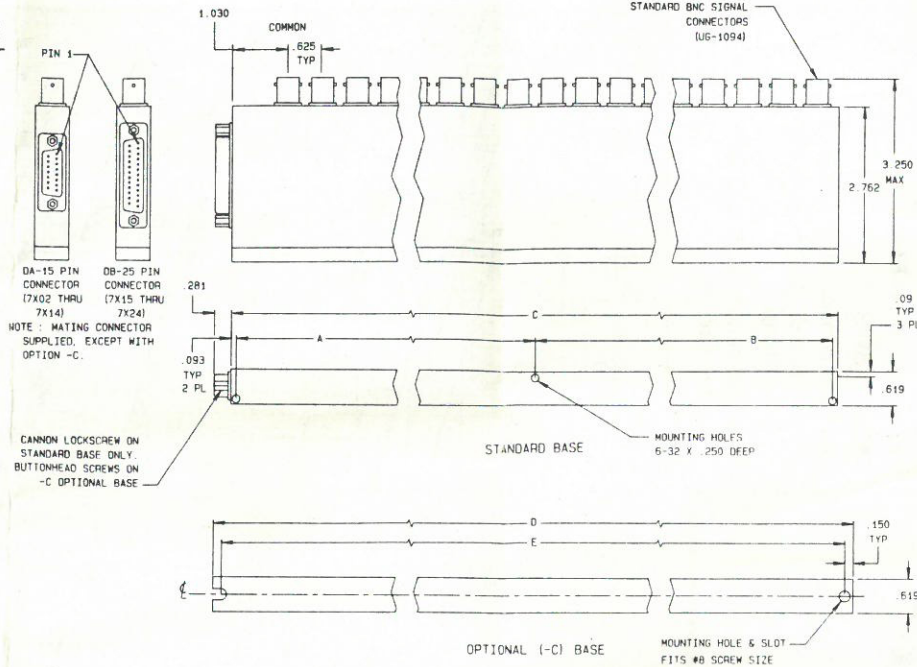 1.030
COMMON
.625
TYP
STANDARD BNC SIGNAL
CONNECTORS
(UG-1094)
PIN 1
3.250
MAX
2.762
DA-15 PIN
CONNECTOR
(7X02 THRU
7X14)
DB-25 PIN
CONNECTOR
(7X15 THRU
7X24)
NOTE : MATING CONNECTOR
SUPPLIED, EXCEPT WITH
OPTION -C.
.281
C
.09
TYP
3 PL
A
B
.093
TYP
2 PL
.619
CANNON LOCKSCREW ON
STANDARD BASE ONLY.
BUTTONHEAD SCREWS ON
-C OPTIONAL BASE
STANDARD BASE
MOUNTING HOLES
6-32 X .250 DEEP
D
E
.150
TYP
℄
.619
OPTIONAL (-C) BASE
MOUNTING HOLE & SLOT
FITS #8 SCREW SIZE